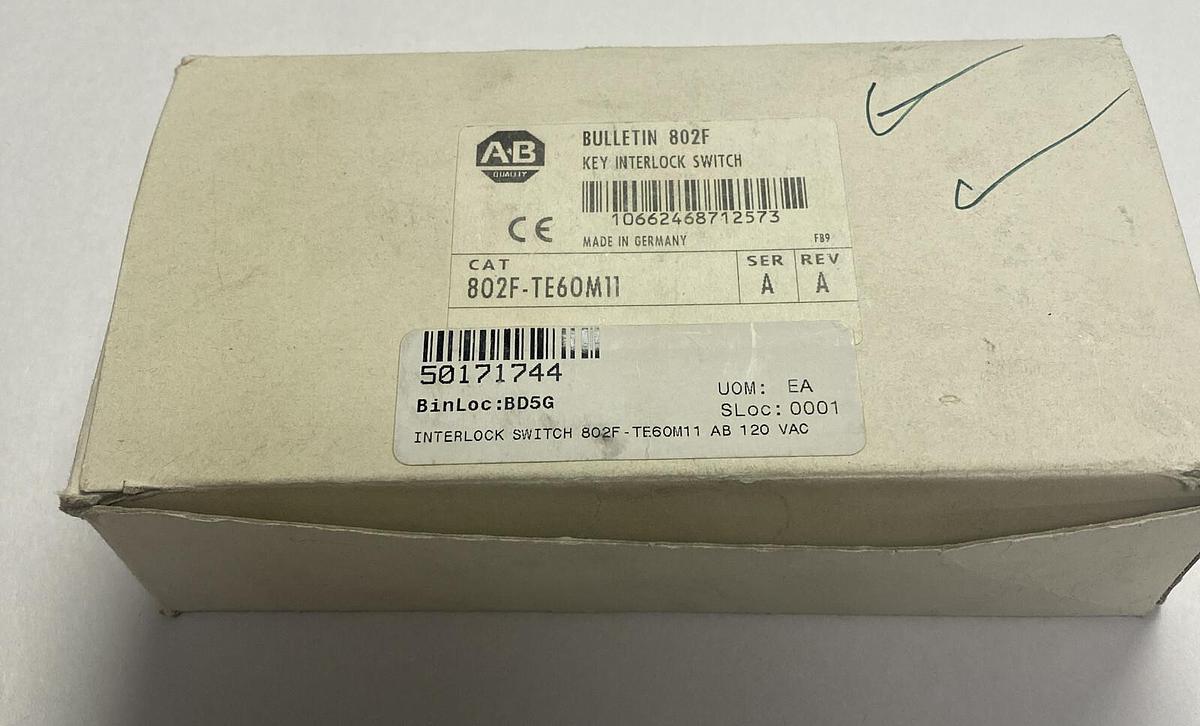 A·B
QUALITY
BULLETIN 802F
KEY INTERLOCK SWITCH
10662468712573
CE
MADE IN GERMANY
FB9
CAT
802F-TE60M11
SER
A
REV
A
50171744
BinLoc:BD5G
UOM: EA
SLoc: 0001
INTERLOCK SWITCH 802F-TE60M11 AB 120 VAC